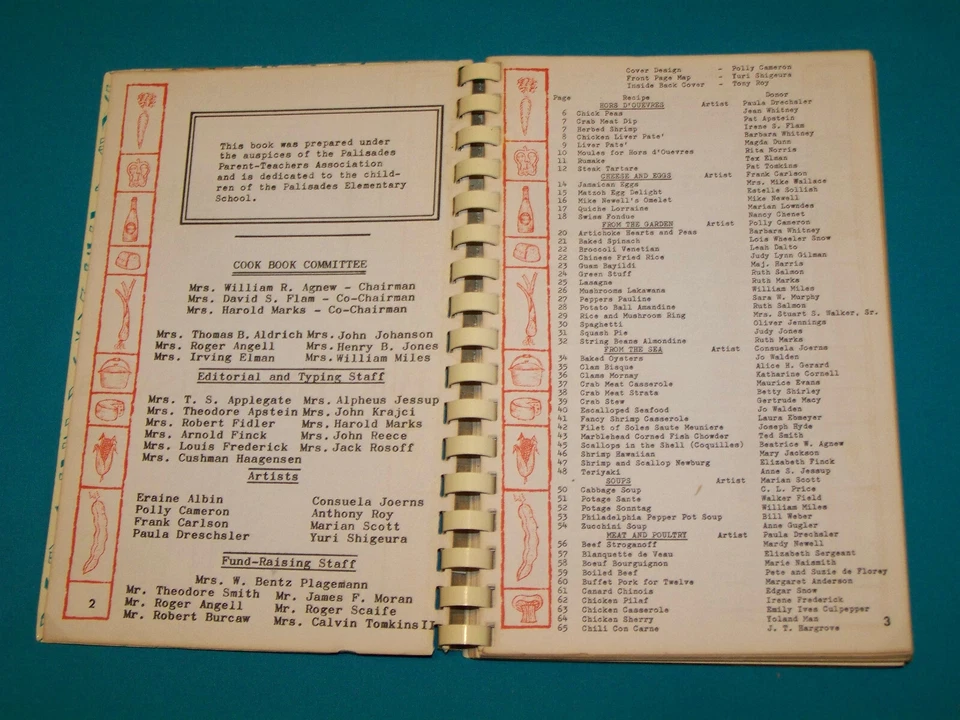 This book was prepared under
the auspices of the Palisades
Parent-Teachers Association
and is dedicated to the child-
ren of the Palisades Elementary
School.
COOK BOOK COMMITTEE
Mrs. William R. Agnew - Chairman
Mrs. David S. Flam - Co-Chairman
Mrs. Harold Marks - Co-Chairman
Mrs. Thomas B. Aldrich Mrs. John Johanson
Mrs. Roger Angell Mrs. Henry B. Jones
Mrs. Irving Elman Mrs. William Miles
Editorial and Typing Staff
Mrs. T. S. Applegate Mrs. Alpheus Jessup
Mrs. Theodore Apstein Mrs. John Krajci
Mrs. Robert Fidler Mrs. Harold Marks
Mrs. Arnold Finck Mrs. John Reece
Mrs. Louis Frederick Mrs. Jack Rosoff
Mrs. Cushman Haagensen
Artists
Eraine Albin Consuela Joerns
Polly Cameron Anthony Roy
Frank Carlson Marian Scott
Paula Dreschsler Yuri Shigeura
Fund-Raising Staff
Mrs. W. Bentz Plagemann
Mr. Theodore Smith Mr. James F. Moran
Mr. Roger Angell Mr. Roger Scaife
Mr. Robert Burcaw Mrs. Calvin Tomkins II
2
Cover Design - Polly Cameron
Front Page Map - Yuri Shigeura
Inside Back Cover - Tony Roy
Page Recipe Donor
HORS D'OUEVRES Artist Paula Drechsler
6 Chick Peas Jean Whitney
7 Crab Meat Dip Pat Apstein
7 Herbed Shrimp Irene S. Flam
8 Chicken Liver Pate' Barbara Whitney
9 Liver Pate' Magda Dunn
10 Moules for Hors d'Ouevres Rita Norris
11 Rumake Tex Elman
12 Steak Tartare Pat Tomkins
CHEESE AND EGGS Artist Frank Carlson
14 Jamaican Eggs Mrs. Mike Wallace
15 Matzoh Egg Delight Estelle Sollish
16 Mike Newell's Omelet Mike Newell
17 Quiche Lorraine Marian Lowndes
18 Swiss Fondue Nancy Chenet
FROM THE GARDEN Artist Polly Cameron
20 Artichoke Hearts and Peas Barbara Whitney
21 Baked Spinach Lois Wheeler Snow
22 Broccoli Venetian Leah Dalto
22 Chinese Fried Rice Judy Lynn Gilman
23 Guam Bayildi Maj. Harris
24 Green Stuff Ruth Salmon
25 Lasagne Ruth Marks
26 Mushrooms Lakawana William Miles
27 Peppers Pauline Sara W. Murphy
28 Potato Ball Amandine Ruth Salmon
29 Rice and Mushroom Ring Mrs. Stuart S. Walker, Sr.
30 Spaghetti Oliver Jennings
31 Squash Pie Judy Jones
32 String Beans Almondine Ruth Marks
FROM THE SEA Artist Consuela Joerns
34 Baked Oysters Jo Walden
35 Clam Bisque Alice H. Gerard
36 Clams Mornay Katharine Cornell
37 Crab Meat Casserole Maurice Evans
38 Crab Meat Strata Betty Shirley
39 Crab Stew Gertrude Macy
40 Escalloped Seafood Jo Walden
41 Fancy Shrimp Casserole Laura Ehmeyer
42 Filet of Soles Saute Meuniere Joseph Hyde
43 Marblehead Corned Fish Chowder Ted Smith
45 Scallops in the Shell (Coquilles) Beatrice W. Agnew
46 Shrimp Hawaiian Mary Jackson
47 Shrimp and Scallop Newburg Elizabeth Finck
48 Teriyaki Anne S. Jessup
SOUPS Artist Marian Scott
50 Cabbage Soup C. L. Price
51 Potage Sante Walker Field
52 Potage Sonntag William Miles
53 Philadelphia Pepper Pot Soup Bill Weber
54 Zucchini Soup Anne Gugler
MEAT AND POULTRY Artist Paula Drechsler
56 Beef Stroganoff Mardy Newell
57 Blanquette de Veau Elizabeth Sergeant
58 Boeuf Bourguignon Marie Naismith
59 Boiled Beef Pete and Suzie de Florey
60 Buffet Pork for Twelve Margaret Anderson
61 Canard Chinois Edgar Snow
62 Chicken Pilaf Irene Frederick
63 Chicken Casserole Emily Ives Culpepper
64 Chicken Sherry Yoland Man
65 Chili Con Carne J. T. Hargrove
3